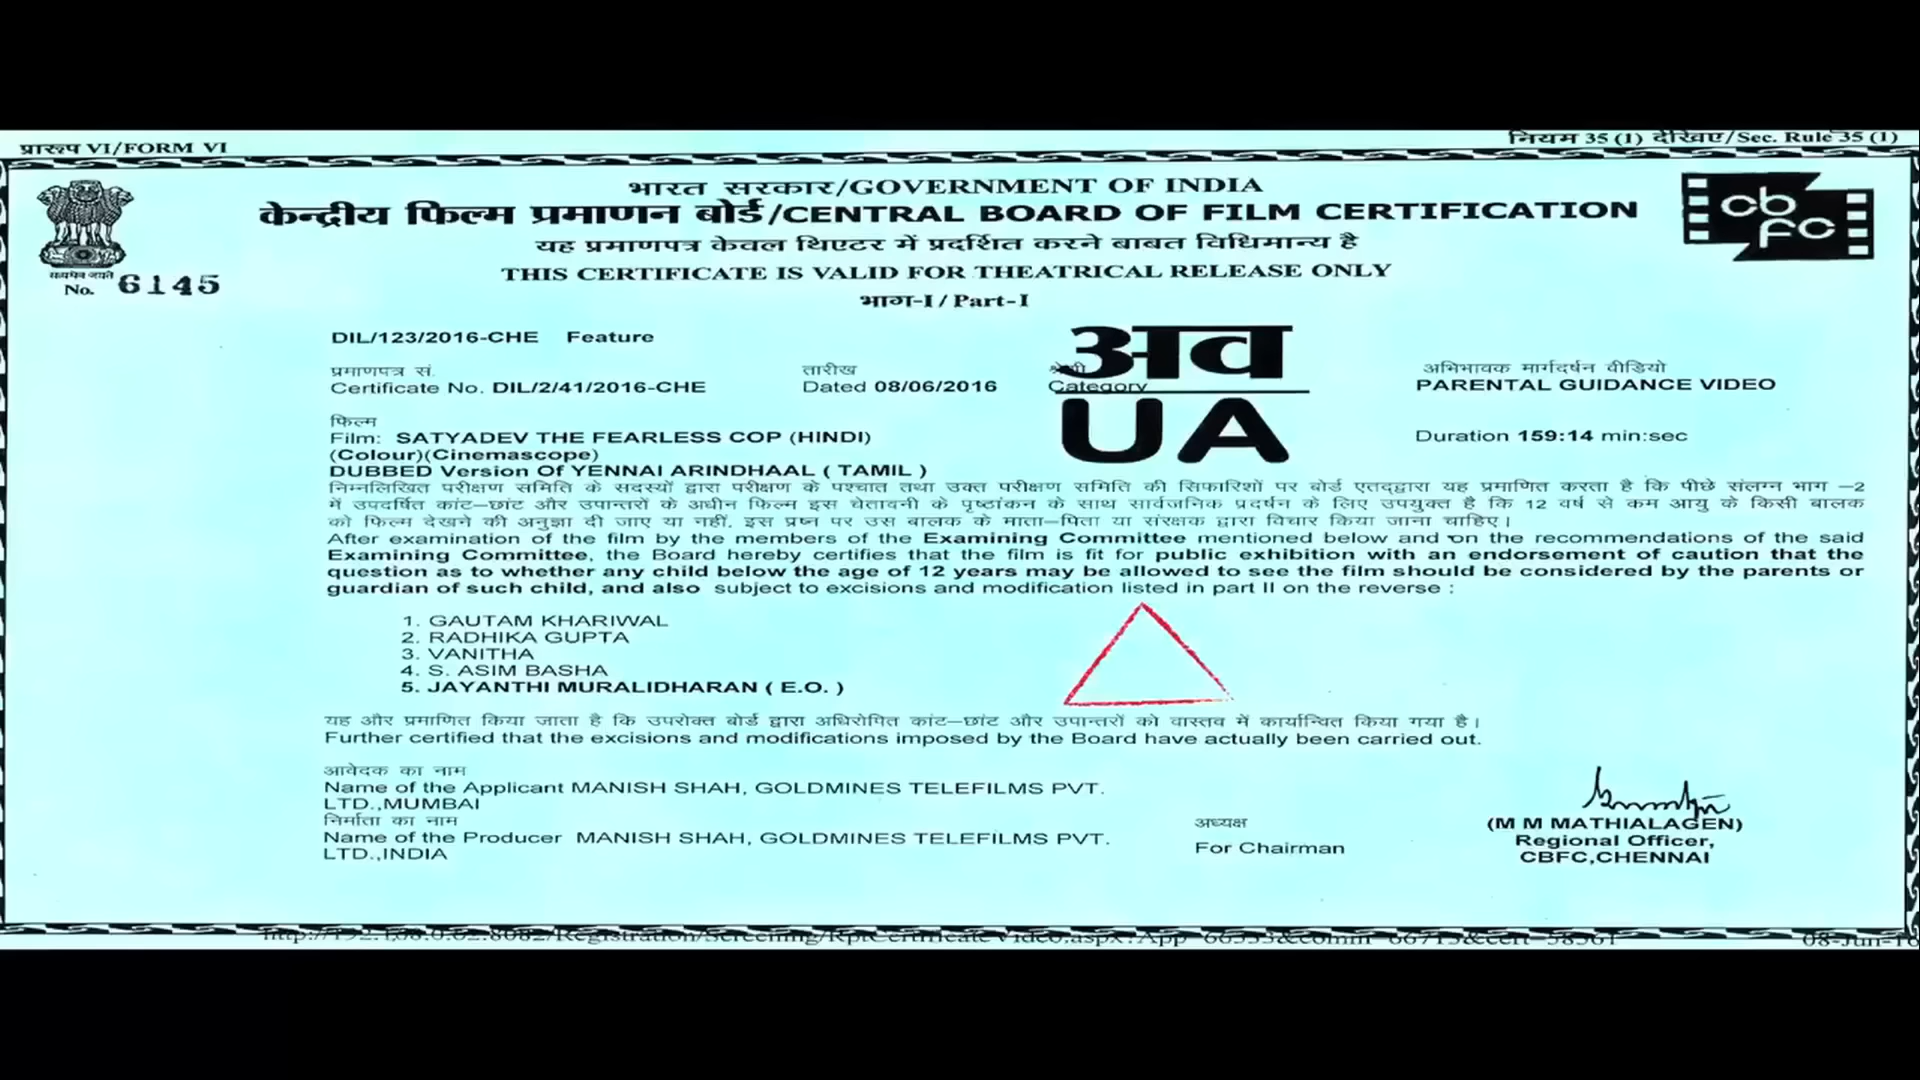 प्रारूप VI/FORM VI
नियम 35 (1) देखिए/Sec. Rule 35 (1)
भारत सरकार/GOVERNMENT OF INDIA
केन्द्रीय फिल्म प्रमाणन बोर्ड/CENTRAL BOARD OF FILM CERTIFICATION
cb
fc
यह प्रमाणपत्र केवल थिएटर में प्रदर्शित करने बाबत विधिमान्य है
THIS CERTIFICATE IS VALID FOR THEATRICAL RELEASE ONLY
सत्यमेव जयते
No. 6145
भाग-I / Part-I
DIL/123/2016-CHE Feature
अव
प्रमाणपत्र सं. तारीख श्रेणी अभिभावक मार्गदर्शन वीडियो
Certificate No. DIL/2/41/2016-CHE Dated 08/06/2016 Category PARENTAL GUIDANCE VIDEO
UA
फिल्म
Film: SATYADEV THE FEARLESS COP (HINDI) Duration 159:14 min:sec
(Colour)(Cinemascope)
DUBBED Version Of YENNAI ARINDHAAL ( TAMIL )
निम्नलिखित परीक्षण समिति के सदस्यों द्वारा परीक्षण के पश्चात तथा उक्त परीक्षण समिति की सिफारिशों पर बोर्ड एतद्द्वारा यह प्रमाणित करता है कि पीछे संलग्न भाग –2
में उपदर्शित कांट–छांट और उपान्तरों के अधीन फिल्म इस चेतावनी के पृष्ठांकन के साथ सार्वजनिक प्रदर्शन के लिए उपयुक्त है कि 12 वर्ष से कम आयु के किसी बालक
को फिल्म देखने की अनुज्ञा दी जाए या नहीं, इस प्रश्न पर उस बालक के माता–पिता या संरक्षक द्वारा विचार किया जाना चाहिए।
After examination of the film by the members of the Examining Committee mentioned below and on the recommendations of the said
Examining Committee, the Board hereby certifies that the film is fit for public exhibition with an endorsement of caution that the
question as to whether any child below the age of 12 years may be allowed to see the film should be considered by the parents or
guardian of such child, and also subject to excisions and modification listed in part II on the reverse :
1. GAUTAM KHARIWAL
2. RADHIKA GUPTA
3. VANITHA
4. S. ASIM BASHA
5. JAYANTHI MURALIDHARAN ( E.O. )
यह और प्रमाणित किया जाता है कि उपरोक्त बोर्ड द्वारा अधिरोपित कांट–छांट और उपान्तरों को वास्तव में कार्यान्वित किया गया है।
Further certified that the excisions and modifications imposed by the Board have actually been carried out.
आवेदक का नाम
Name of the Applicant MANISH SHAH, GOLDMINES TELEFILMS PVT.
LTD.,MUMBAI
निर्माता का नाम
Name of the Producer MANISH SHAH, GOLDMINES TELEFILMS PVT.
LTD.,INDIA
अध्यक्ष
For Chairman
(M M MATHIALAGEN)
Regional Officer,
CBFC,CHENNAI
08-Jun-16